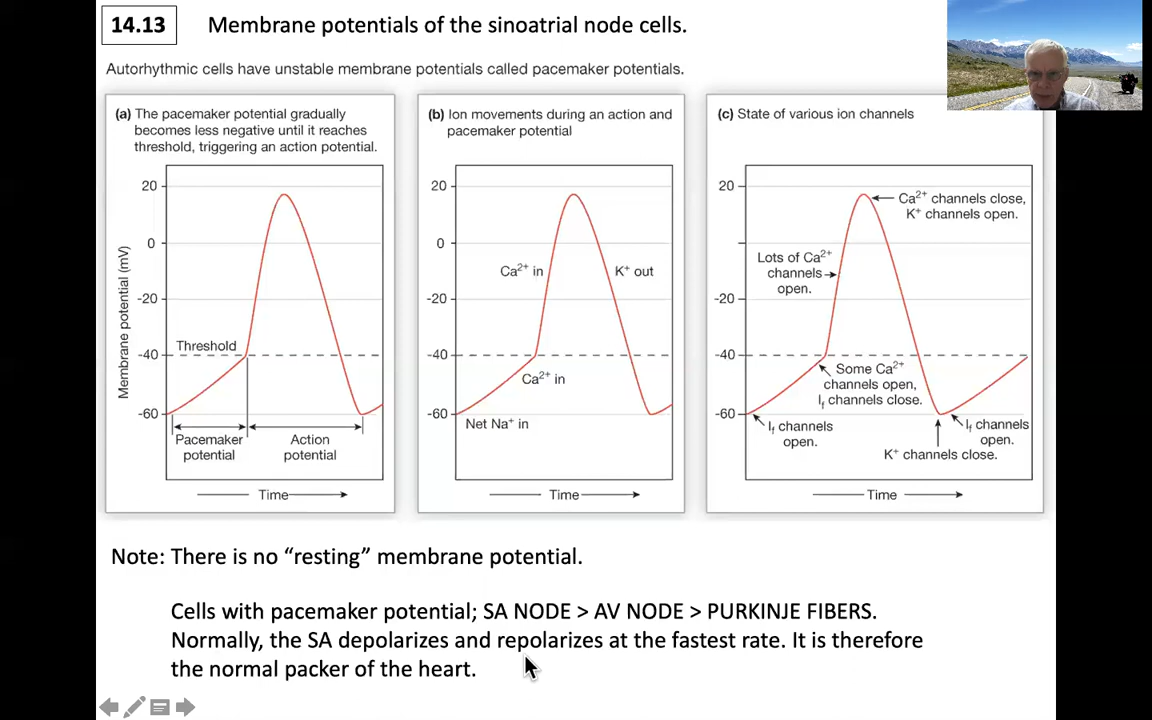 14.13
Membrane potentials of the sinoatrial node cells.
Autorhythmic cells have unstable membrane potentials called pacemaker potentials.
(a) The pacemaker potential gradually
becomes less negative until it reaches
threshold, triggering an action potential.
Membrane potential (mV)
20
0
-20
-40
-60
Threshold
Pacemaker
potential
Action
potential
Time
(b) Ion movements during an action and
pacemaker potential
20
0
-20
-40
-60
Ca²⁺ in
K⁺ out
Ca²⁺ in
Net Na⁺ in
Time
(c) State of various ion channels
20
-20
-40
-60
Ca²⁺ channels close,
K⁺ channels open.
Lots of Ca²⁺
channels
open.
Some Ca²⁺
channels open,
If channels close.
If channels
open.
If channels
open.
K⁺ channels close.
Time
Note: There is no “resting” membrane potential.
Cells with pacemaker potential; SA NODE > AV NODE > PURKINJE FIBERS.
Normally, the SA depolarizes and repolarizes at the fastest rate. It is therefore
the normal packer of the heart.